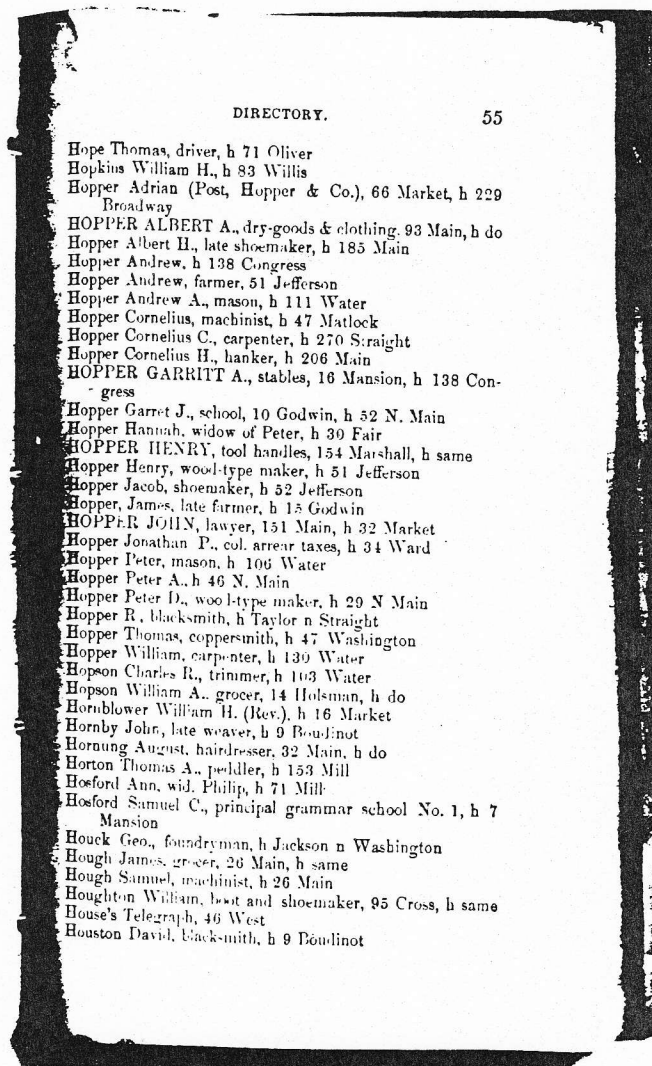 DIRECTORY. 55
Hope Thomas, driver, h 71 Oliver
Hopkins William H., h 83 Willis
Hopper Adrian (Post, Hopper & Co.), 66 Market, h 229
Broadway
HOPPER ALBERT A., dry-goods & clothing. 93 Main, h do
Hopper Albert H., late shoemaker, h 185 Main
Hopper Andrew, h 138 Congress
Hopper Andrew, farmer, 51 Jefferson
Hopper Andrew A., mason, h 111 Water
Hopper Cornelius, machinist, h 47 Matlock
Hopper Cornelius C., carpenter, h 270 Straight
Hopper Cornelius H., hanker, h 206 Main
HOPPER GARRITT A., stables, 16 Mansion, h 138 Con-
gress
Hopper Garret J., school, 10 Godwin, h 52 N. Main
Hopper Hannah, widow of Peter, h 30 Fair
HOPPER HENRY, tool handles, 154 Marshall, h same
Hopper Henry, wood-type maker, h 51 Jefferson
Hopper Jacob, shoemaker, h 52 Jefferson
Hopper, James, late farmer, h 15 Godwin
HOPPER JOHN, lawyer, 151 Main, h 32 Market
Hopper Jonathan P., col. arrear taxes, h 34 Ward
Hopper Peter, mason, h 106 Water
Hopper Peter A., h 46 N. Main
Hopper Peter D., wood-type maker, h 29 N Main
Hopper R., blacksmith, h Taylor n Straight
Hopper Thomas, coppersmith, h 47 Washington
Hopper William, carpenter, h 130 Water
Hopson Charles R., trimmer, h 103 Water
Hopson William A.. grocer, 14 Holsman, h do
Hornblower William H. (Rev.), h 16 Market
Hornby John, late weaver, h 9 Boudinot
Hornung August, hairdresser, 32 Main, h do
Horton Thomas A., peddler, h 153 Mill
Hosford Ann, wid. Philip, h 71 Mill
Hosford Samuel C., principal grammar school No. 1, h 7
Mansion
Houck Geo., foundryman, h Jackson n Washington
Hough James, grocer, 26 Main, h same
Hough Samuel, machinist, h 26 Main
Houghton William, boot and shoemaker, 95 Cross, h same
House's Telegraph, 46 West
Houston David, blacksmith, h 9 Boudinot